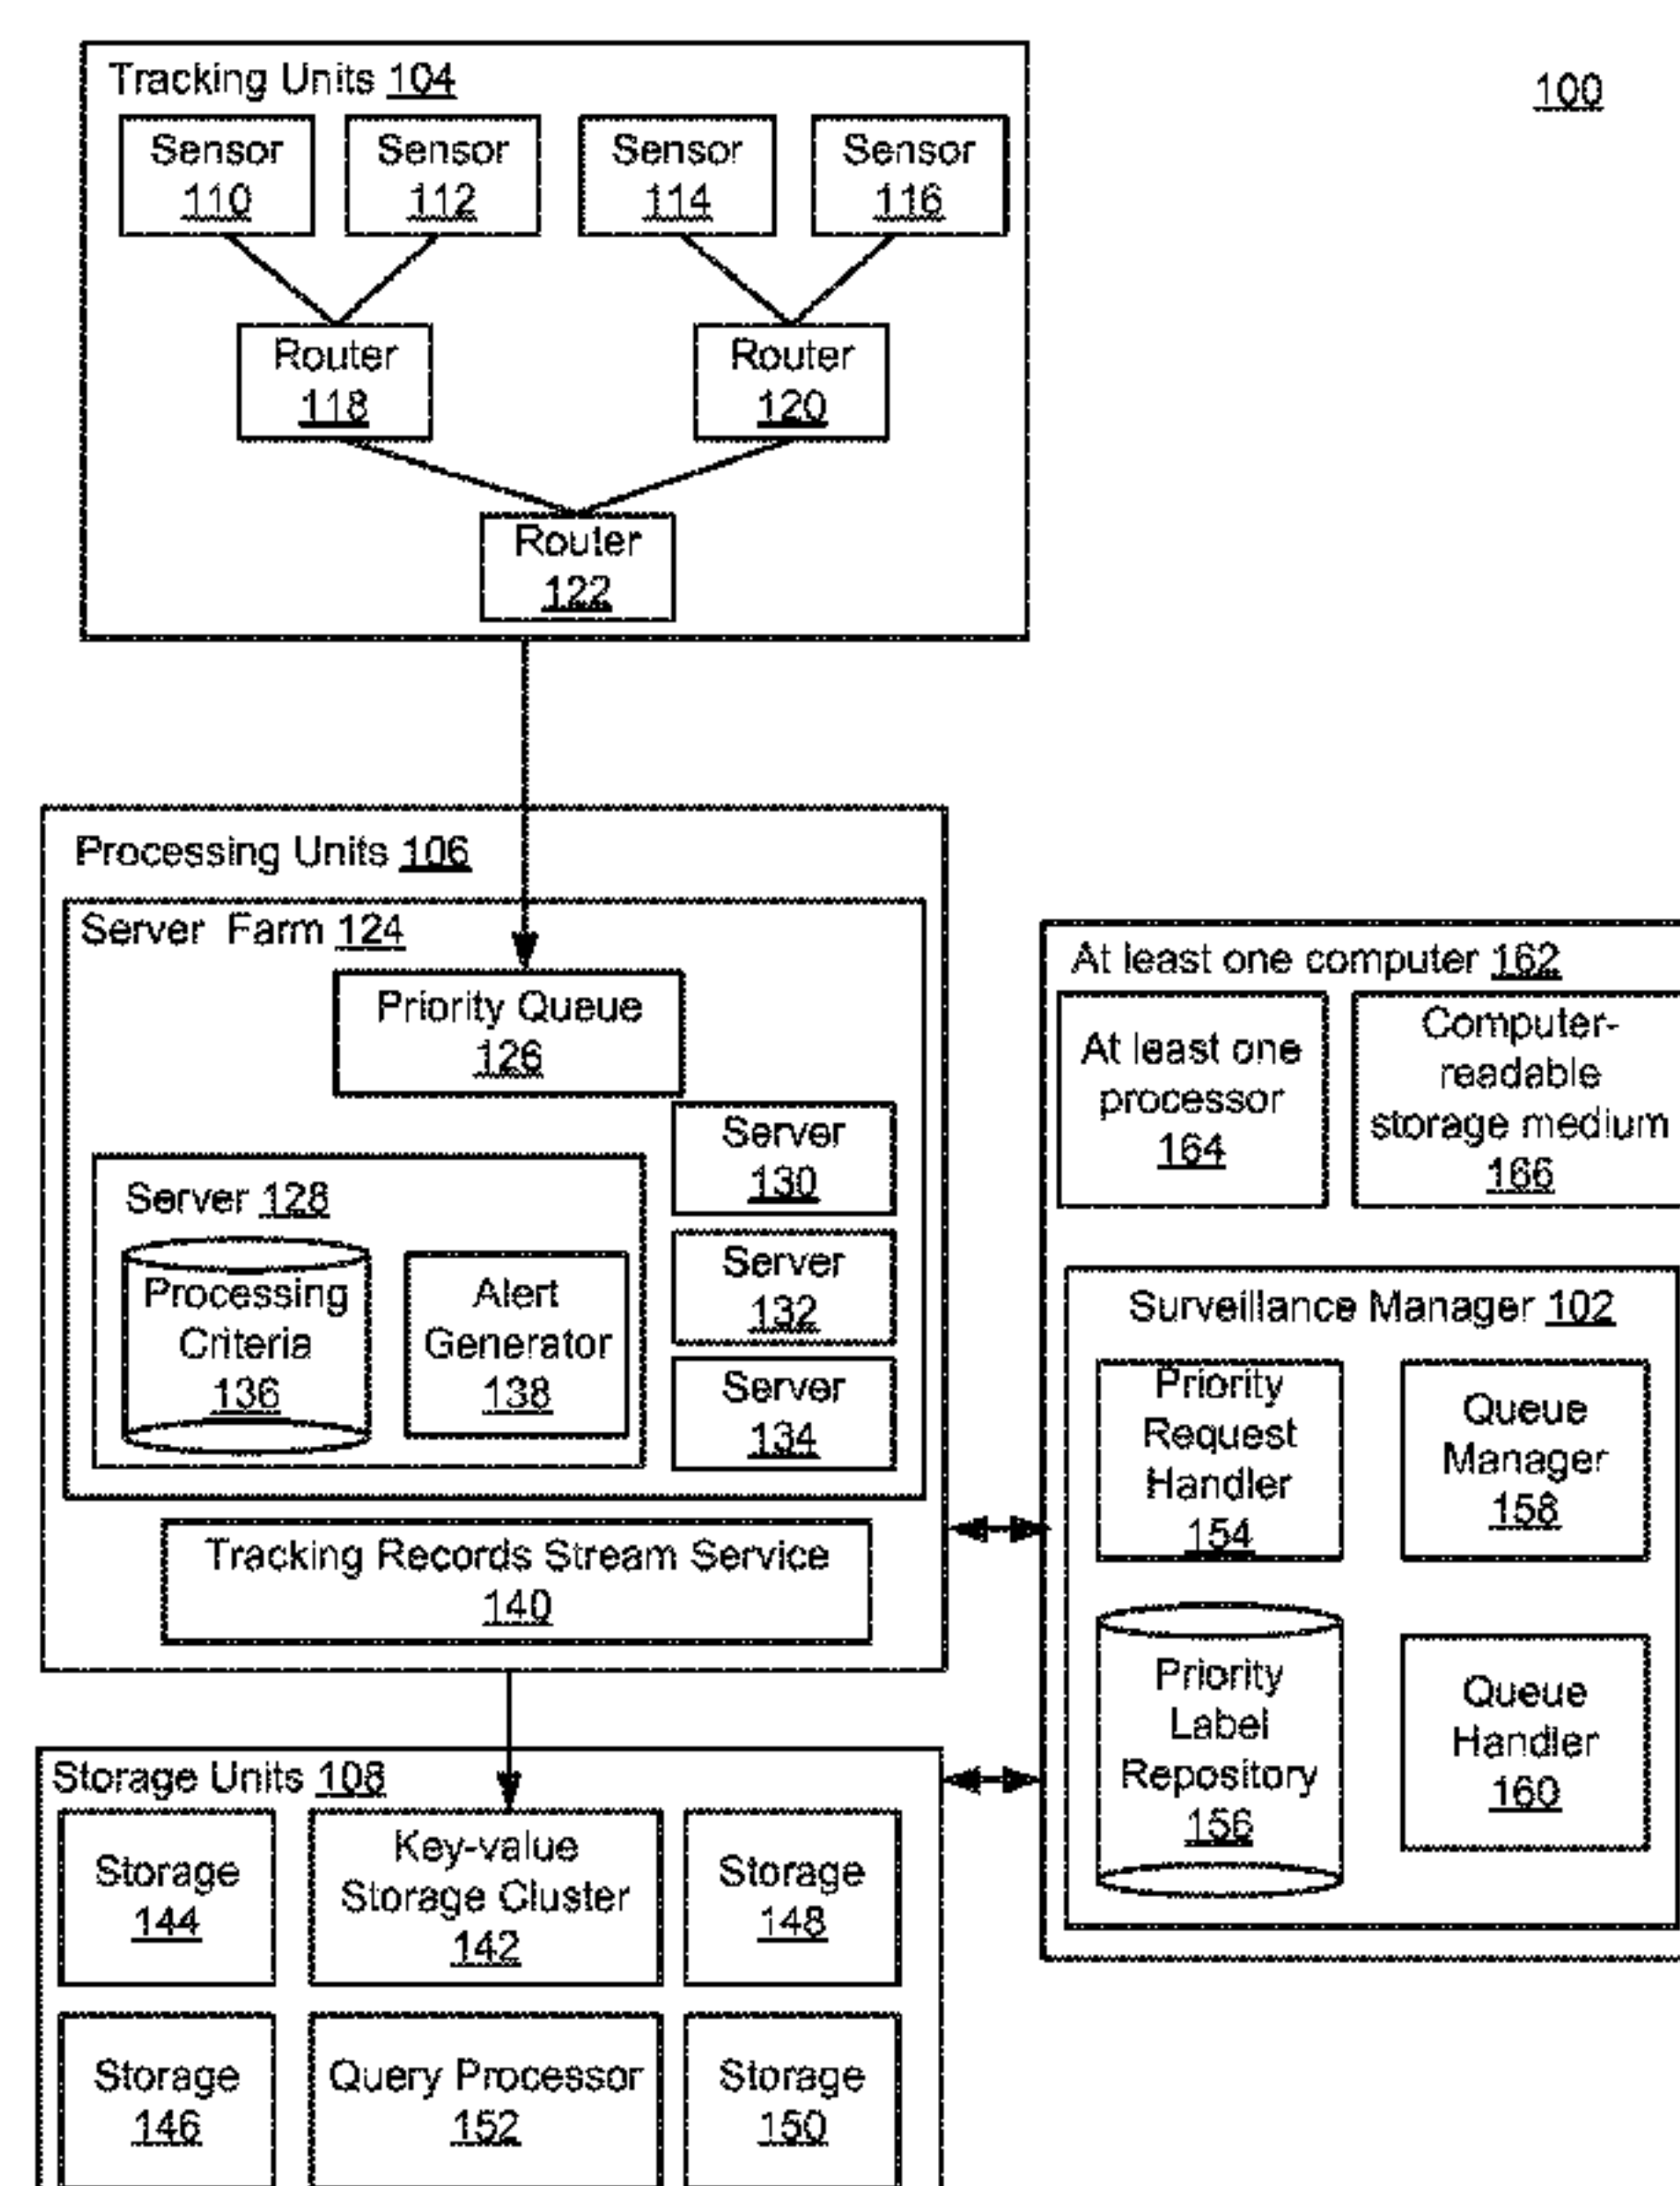 100
Tracking Units 104
Sensor
110
Sensor
112
Sensor
114
Sensor
116
Router
118
Router
120
Router
122
Processing Units 106
Server Farm 124
Priority Queue
126
Server 128
Processing
Criteria
136
Alert
Generator
138
Server
130
Server
132
Server
134
Tracking Records Stream Service
140
At least one computer 162
At least one
processor
164
Computer-
readable
storage medium
166
Surveillance Manager 102
Priority
Request
Handler
154
Queue
Manager
158
Priority
Label
Repository
156
Queue
Handler
160
Storage Units 108
Storage
144
Key-value
Storage Cluster
142
Storage
148
Storage
146
Query Processor
152
Storage
150